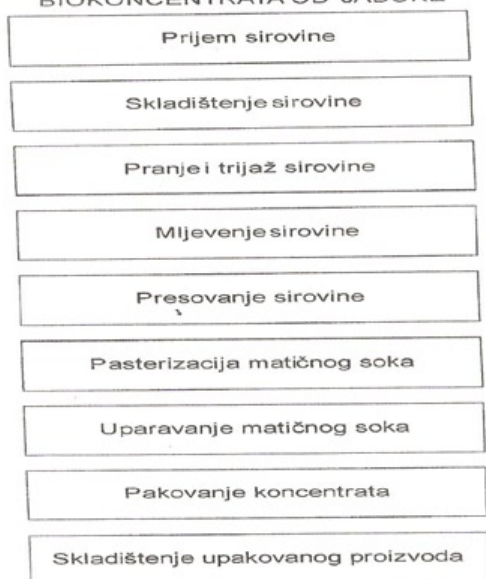 BIOKONCENTRATA OD JABUKE
Prijem sirovine
Skladištenje sirovine
Pranje i trijaž sirovine
Mljevenje sirovine
Presovanje sirovine
Pasterizacija matičnog soka
Uparavanje matičnog soka
Pakovanje koncentrata
Skladištenje upakovanog proizvoda